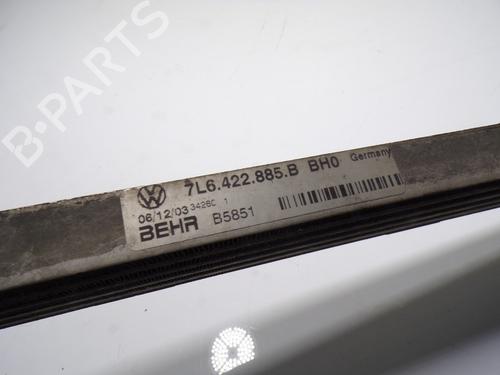 7L6.422.885.B BH0 Germany
06/12/03 34260 1
BEHR B5851
B-PARTS